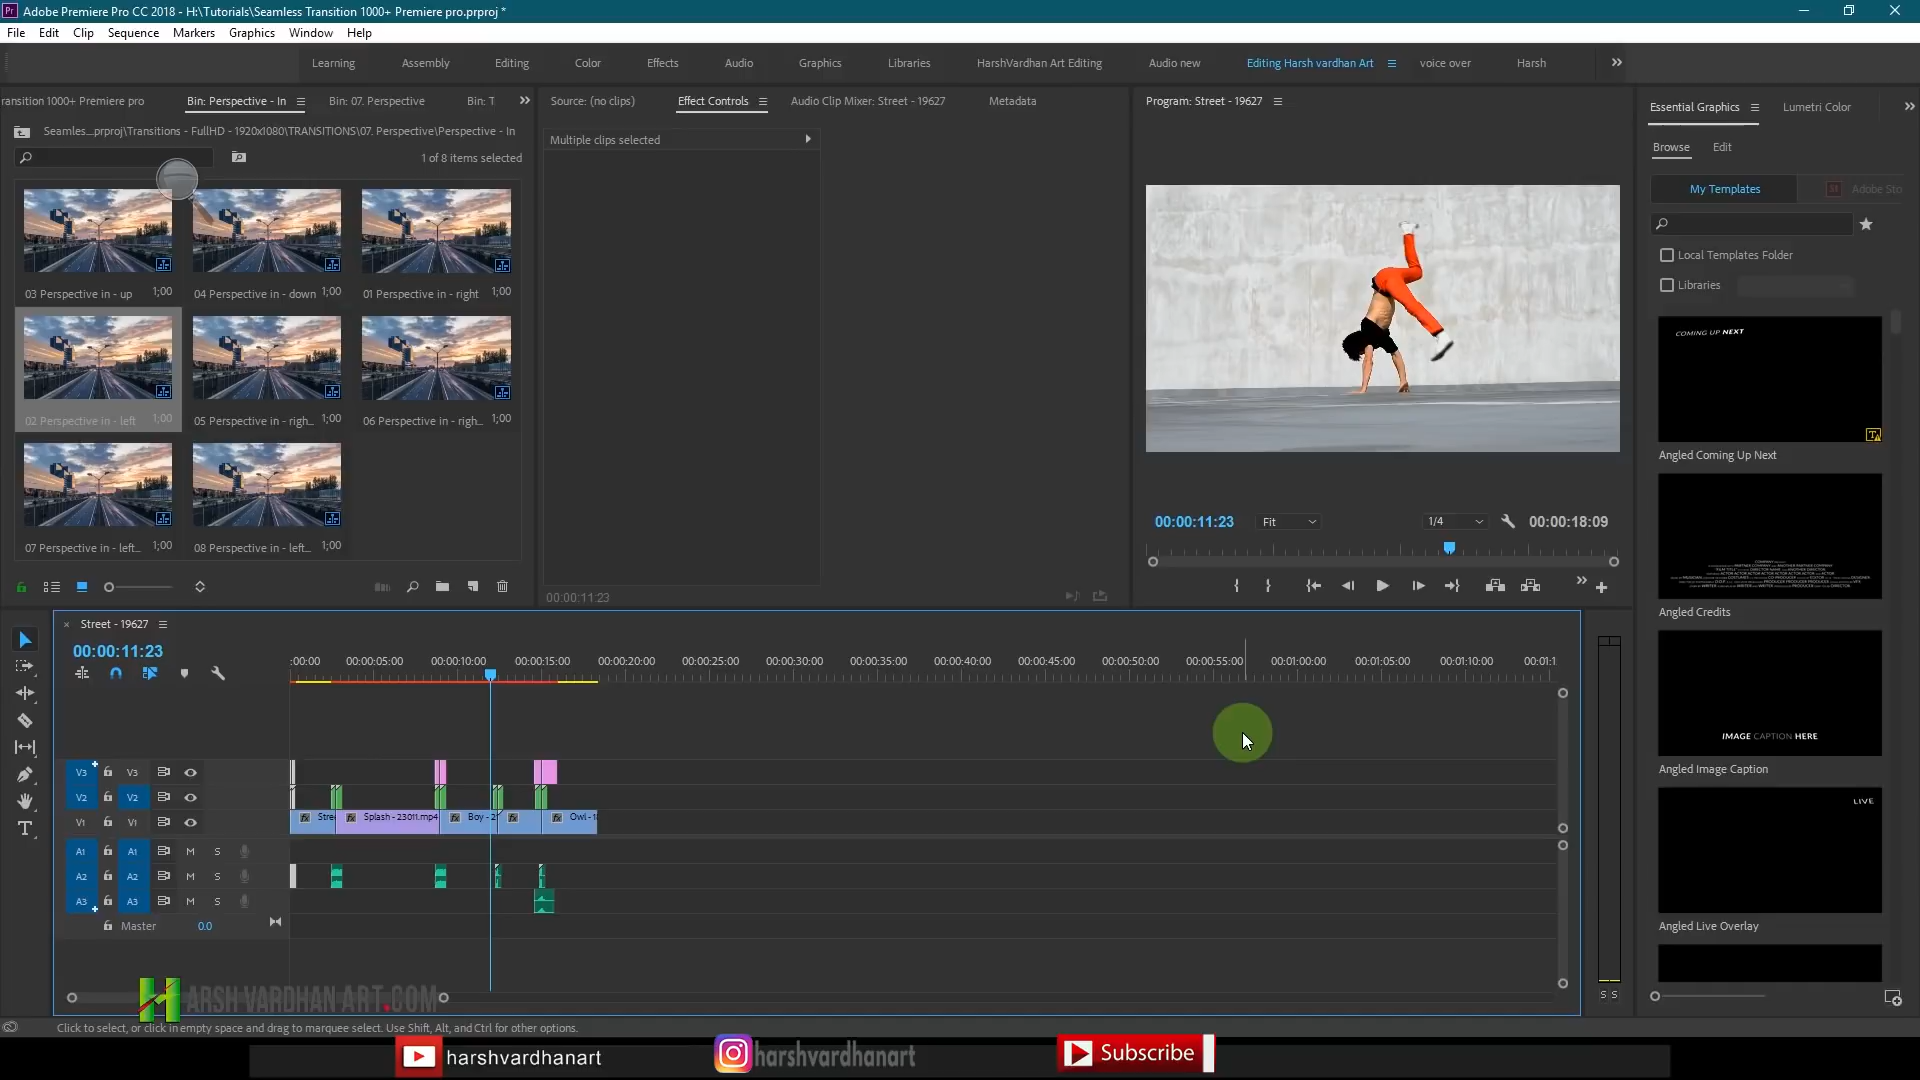 Pr Adobe Premiere Pro CC 2018 - H:\Tutorials\Seamless Transition 1000+ Premiere pro.prproj *
File Edit Clip Sequence Markers Graphics Window Help
Learning Assembly Editing Color Effects Audio Graphics Libraries HarshVardhan Art Editing Audio new Editing Harsh vardhan Art voice over Harsh
ransition 1000+ Premiere pro Bin: Perspective - In Bin: 07. Perspective Bin: T
Source: (no clips) Effect Controls Audio Clip Mixer: Street - 19627 Metadata
Program: Street - 19627
Essential Graphics Lumetri Color
Seamles...prproj\Transitions - FullHD - 1920x1080\TRANSITIONS\07. Perspective\Perspective - In
1 of 8 items selected
Multiple clips selected
Browse Edit
My Templates St Adobe Sto
Local Templates Folder
Libraries
03 Perspective in - up 1;00
04 Perspective in - down 1;00
01 Perspective in - right 1;00
02 Perspective in - left 1;00
05 Perspective in - righ... 1;00
06 Perspective in - righ... 1;00
07 Perspective in - left... 1;00
08 Perspective in - left... 1;00
COMING UP NEXT
Angled Coming Up Next
Angled Credits
IMAGE CAPTION HERE
Angled Image Caption
LIVE
Angled Live Overlay
00:00:11:23 Fit 1/4 00:00:18:09
00:00:11:23
Street - 19627
00:00:11:23
:00:00 00:00:05:00 00:00:10:00 00:00:15:00 00:00:20:00 00:00:25:00 00:00:30:00 00:00:35:00 00:00:40:00 00:00:45:00 00:00:50:00 00:00:55:00 00:01:00:00 00:01:05:00 00:01:10:00 00:01:1
V3 V3
V2 V2
V1 V1
fx Stree fx Splash - 23011.mp4 fx Boy - 2 fx fx Owl - 1
A1 A1 M S
A2 A2 M S
A3 A3 M S
Master 0.0
S S
HARSH VARDHAN ART.COM
Click to select, or click in empty space and drag to marquee select. Use Shift, Alt, and Ctrl for other options.
harshvardhanart
harshvardhanart
Subscribe